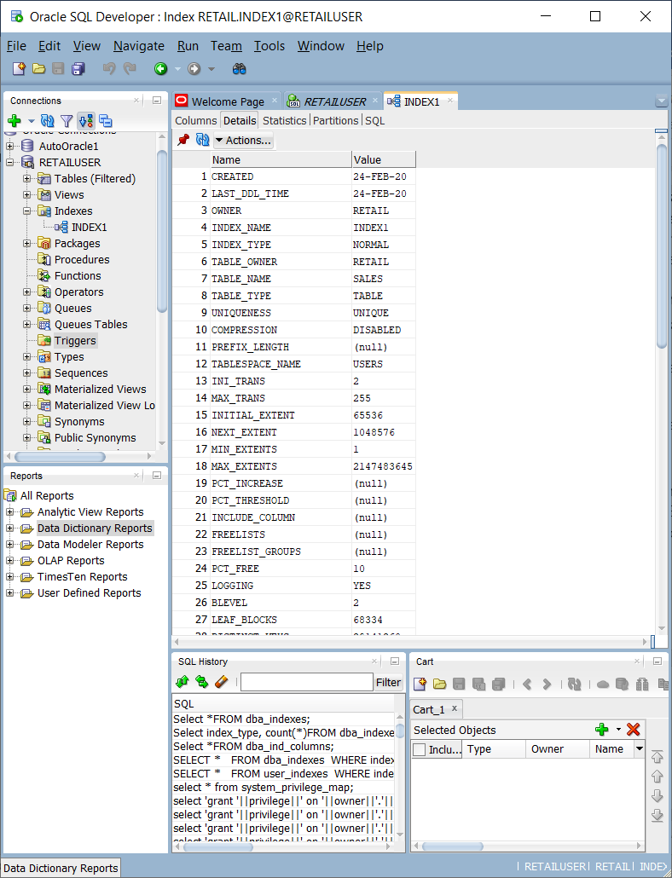 Oracle SQL Developer : Index RETAIL.INDEX1@RETAILUSER
File Edit View Navigate Run Team Tools Window Help
Connections
Oracle Connections
AutoOracle1
RETAILUSER
Tables (Filtered)
Views
Indexes
INDEX1
Packages
Procedures
Functions
Operators
Queues
Queues Tables
Triggers
Types
Sequences
Materialized Views
Materialized View Lo
Synonyms
Public Synonyms
Reports
All Reports
Analytic View Reports
Data Dictionary Reports
Data Modeler Reports
OLAP Reports
TimesTen Reports
User Defined Reports
Welcome Page RETAILUSER INDEX1
Columns Details Statistics Partitions SQL
Actions...
Name Value
1 CREATED 24-FEB-20
2 LAST_DDL_TIME 24-FEB-20
3 OWNER RETAIL
4 INDEX_NAME INDEX1
5 INDEX_TYPE NORMAL
6 TABLE_OWNER RETAIL
7 TABLE_NAME SALES
8 TABLE_TYPE TABLE
9 UNIQUENESS UNIQUE
10 COMPRESSION DISABLED
11 PREFIX_LENGTH (null)
12 TABLESPACE_NAME USERS
13 INI_TRANS 2
14 MAX_TRANS 255
15 INITIAL_EXTENT 65536
16 NEXT_EXTENT 1048576
17 MIN_EXTENTS 1
18 MAX_EXTENTS 2147483645
19 PCT_INCREASE (null)
20 PCT_THRESHOLD (null)
21 INCLUDE_COLUMN (null)
22 FREELISTS (null)
23 FREELIST_GROUPS (null)
24 PCT_FREE 10
25 LOGGING YES
26 BLEVEL 2
27 LEAF_BLOCKS 68334
SQL History
Filter
SQL
Select *FROM dba_indexes;
Select index_type, count(*)FROM dba_indexe
Select *FROM dba_ind_columns;
SELECT * FROM dba_indexes WHERE index
SELECT * FROM user_indexes WHERE index
select * from system_privilege_map;
select 'grant '||privilege||' on '||owner||'.'||
select 'grant '||privilege||' on '||owner||'.'||
select 'grant '||privilege||' on '||owner||'.'||
select 'grant '||privilege||' on '||owner||'.'||
Cart
Cart_1
Selected Objects
Inclu... Type Owner Name
Data Dictionary Reports
| RETAILUSER| RETAIL| INDEX